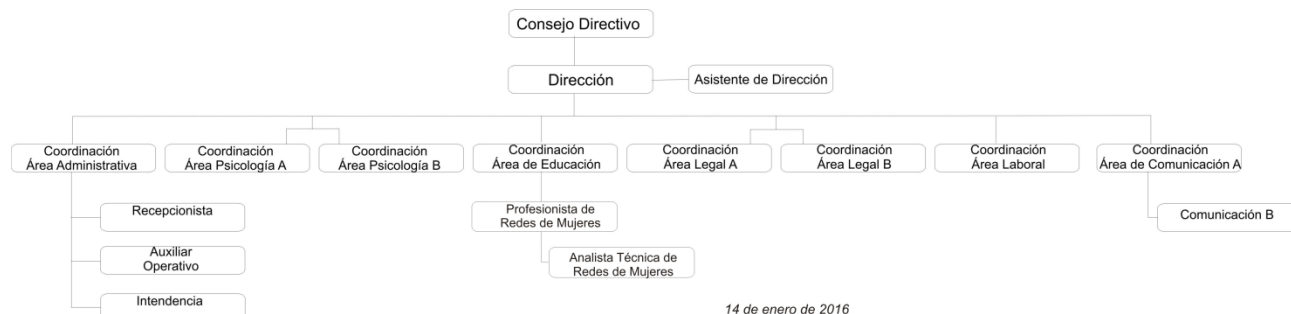 Consejo Directivo
Dirección
Asistente de Dirección
Coordinación
Área Administrativa
Coordinación
Área Psicología A
Coordinación
Área Psicología B
Coordinación
Área de Educación
Coordinación
Área Legal A
Coordinación
Área Legal B
Coordinación
Área Laboral
Coordinación
Área de Comunicación A
Recepcionista
Profesionista de
Redes de Mujeres
Comunicación B
Auxiliar
Operativo
Analista Técnica de
Redes de Mujeres
Intendencia
14 de enero de 2016